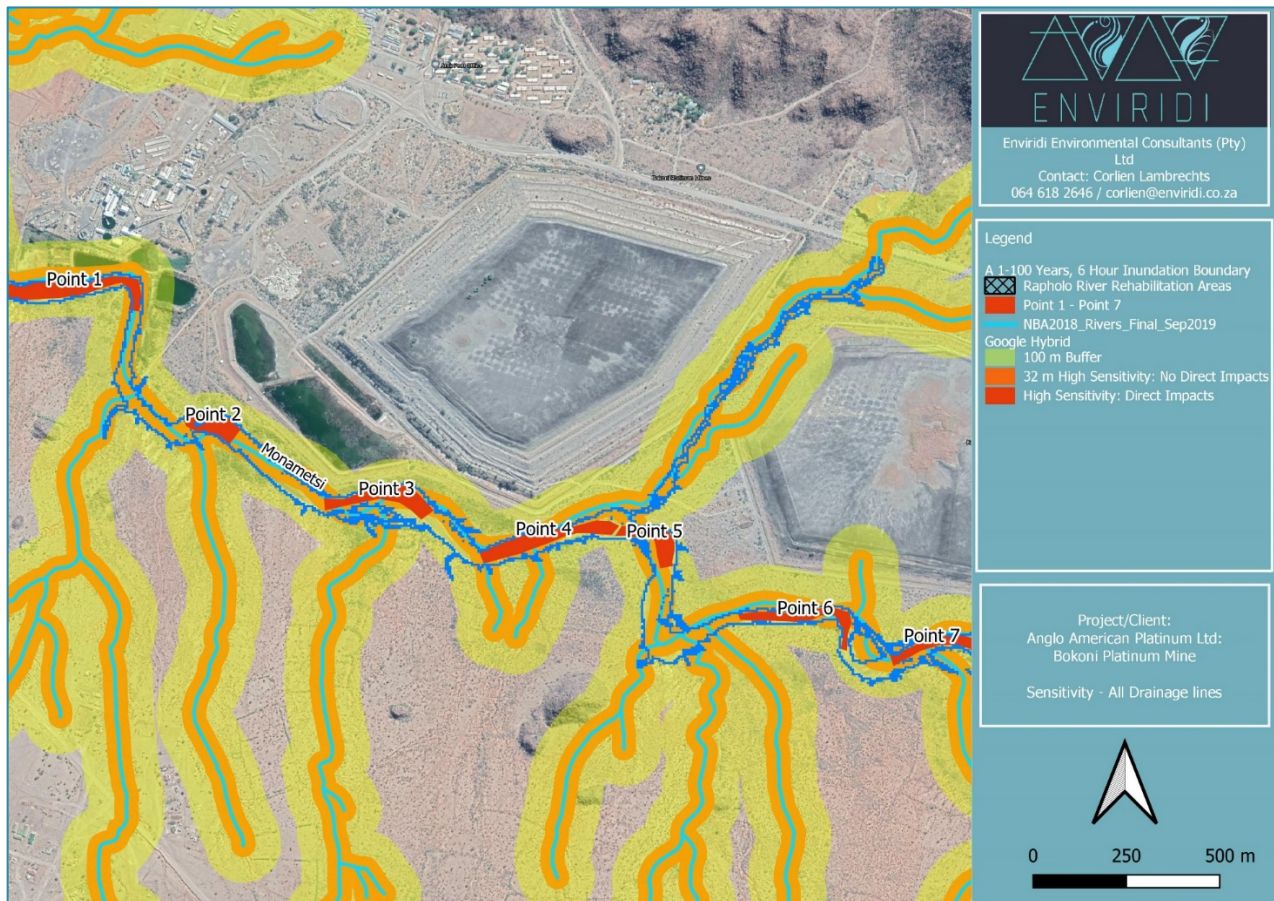 ENVIRIDI
Enviridi Environmental Consultants (Pty)
Ltd
Contact: Corlien Lambrechts
064 618 2646 / corlien@enviridi.co.za
Legend
A 1-100 Years, 6 Hour Inundation Boundary
Rapholo River Rehabilitation Areas
Point 1 - Point 7
NBA2018_Rivers_Final_Sep2019
Google Hybrid
100 m Buffer
32 m High Sensitivity: No Direct Impacts
High Sensitivity: Direct Impacts
Project/Client:
Anglo American Platinum Ltd:
Bokoni Platinum Mine
Sensitivity - All Drainage lines
0 250 500 m
Bokoni Platinum Mines
Point 1
Point 2
Monametsi
Point 3
Point 4
Point 5
Point 6
Point 7